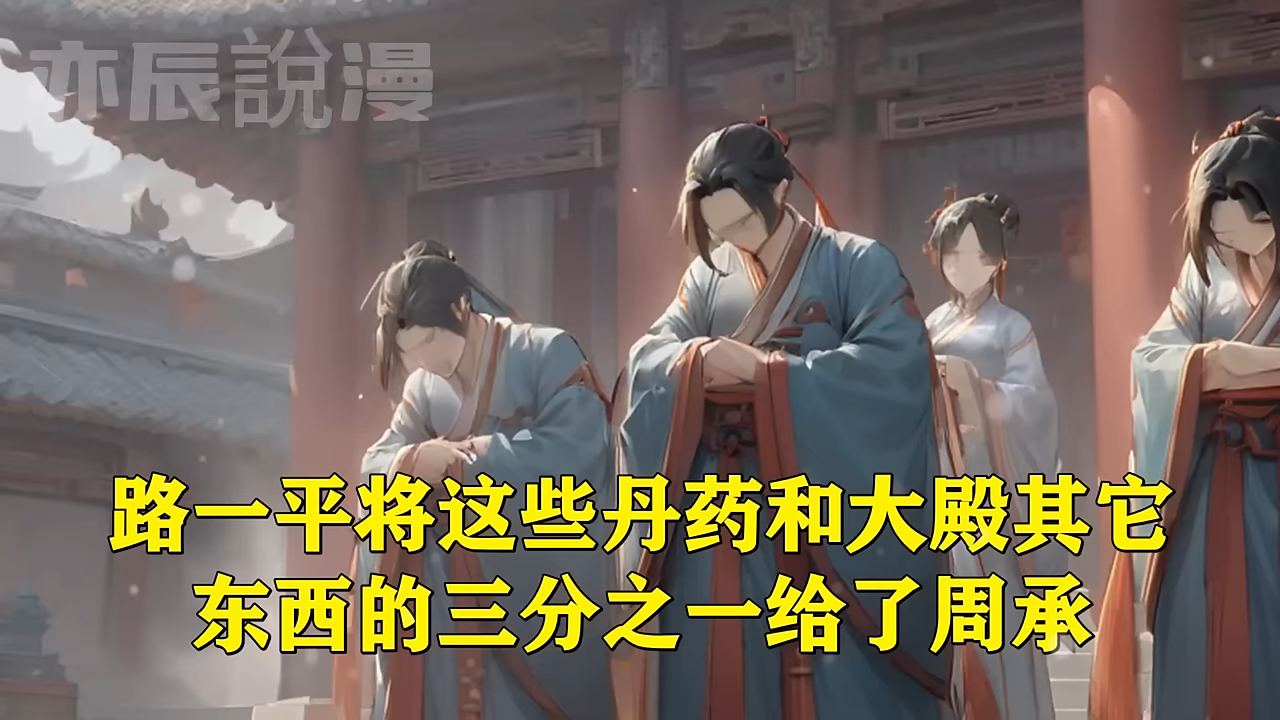 亦辰說漫
路一平将这些丹药和大殿其它
东西的三分之一给了周承